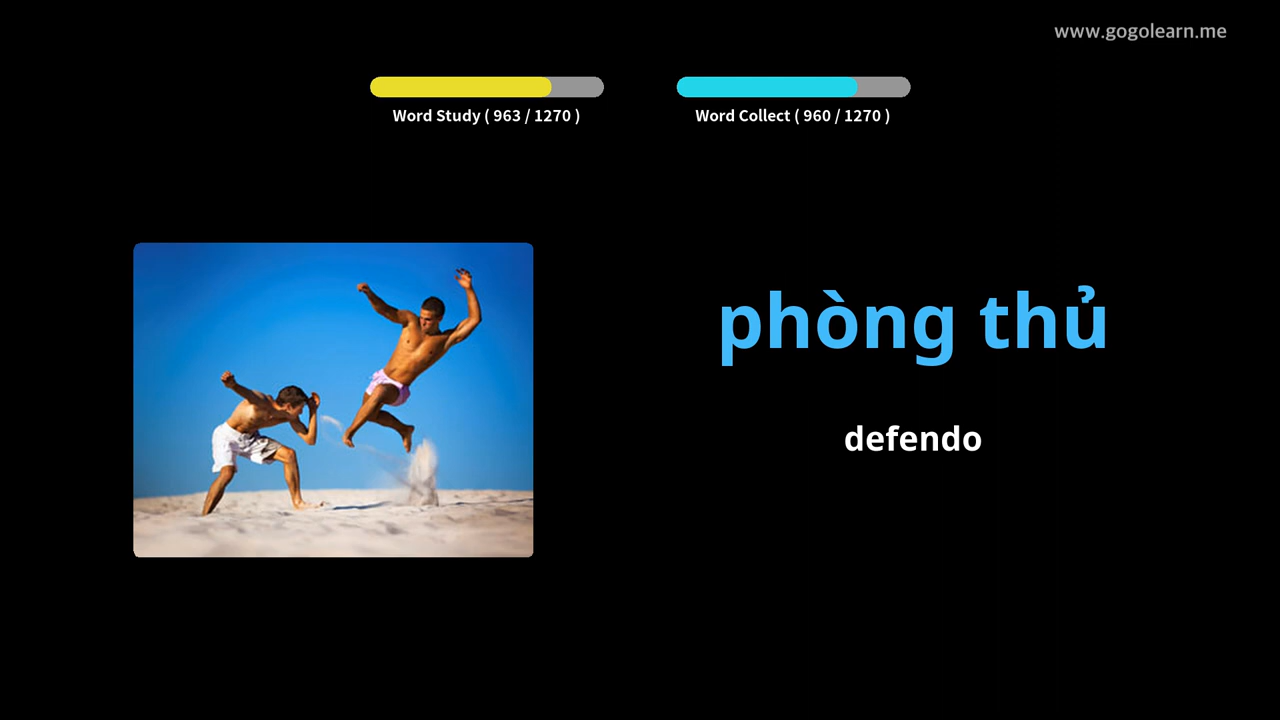 www.gogolearn.me
Word Study ( 963 / 1270 )
Word Collect ( 960 / 1270 )
phòng thủ
defendo